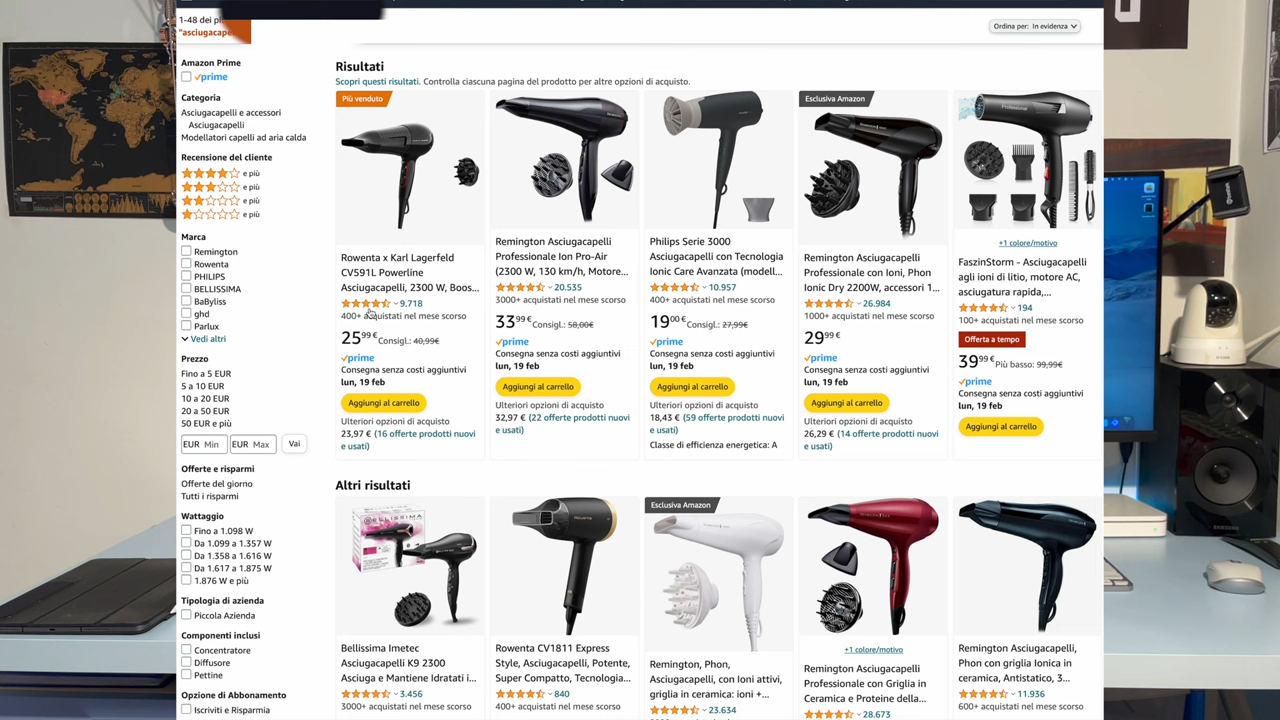 1-48 dei
"asciugacape
Ordina per: In evidenza
Amazon Prime
prime
Categoria
Asciugacapelli e accessori
Asciugacapelli
Modellatori capelli ad aria calda
Recensione del cliente
e più
e più
e più
e più
Marca
Remington
Rowenta
PHILIPS
BELLISSIMA
BaByliss
ghd
Parlux
Vedi altri
Prezzo
Fino a 5 EUR
5 a 10 EUR
10 a 20 EUR
20 a 50 EUR
50 EUR e più
EUR Min EUR Max Vai
Offerte e risparmi
Offerte del giorno
Tutti i risparmi
Wattaggio
Fino a 1.098 W
Da 1.099 a 1.357 W
Da 1.358 a 1.616 W
Da 1.617 a 1.875 W
1.876 W e più
Tipologia di azienda
Piccola Azienda
Componenti inclusi
Concentratore
Diffusore
Pettine
Opzione di Abbonamento
Iscriviti e Risparmia
Risultati
Scopri questi risultati. Controlla ciascuna pagina del prodotto per altre opzioni di acquisto.
Più venduto
Rowenta x Karl Lagerfeld
CV591L Powerline
Asciugacapelli, 2300 W, Boos...
9.718
400+ acquistati nel mese scorso
25,99 € Consigl.: 40,99€
prime
Consegna senza costi aggiuntivi
lun, 19 feb
Aggiungi al carrello
Ulteriori opzioni di acquisto
23,97 € (16 offerte prodotti nuovi
e usati)
Remington Asciugacapelli
Professionale Ion Pro-Air
(2300 W, 130 km/h, Motore...
20.535
3000+ acquistati nel mese scorso
33,99 € Consigl.: 58,00€
prime
Consegna senza costi aggiuntivi
lun, 19 feb
Aggiungi al carrello
Ulteriori opzioni di acquisto
32,97 € (22 offerte prodotti nuovi
e usati)
Philips Serie 3000
Asciugacapelli con Tecnologia
Ionic Care Avanzata (modell...
10.957
400+ acquistati nel mese scorso
19,00 € Consigl.: 27,99€
prime
Consegna senza costi aggiuntivi
lun, 19 feb
Aggiungi al carrello
Ulteriori opzioni di acquisto
18,43 € (59 offerte prodotti nuovi
e usati)
Classe di efficienza energetica: A
Esclusiva Amazon
Remington Asciugacapelli
Professionale con Ioni, Phon
Ionic Dry 2200W, accessori 1...
26.984
1000+ acquistati nel mese scorso
29,99 €
prime
Consegna senza costi aggiuntivi
lun, 19 feb
Aggiungi al carrello
Ulteriori opzioni di acquisto
26,29 € (14 offerte prodotti nuovi
e usati)
Professional
+1 colore/motivo
FaszinStorm - Asciugacapelli
agli ioni di litio, motore AC,
asciugatura rapida,...
194
100+ acquistati nel mese scorso
Offerta a tempo
39,99 € Più basso: 99,99€
prime
Consegna senza costi aggiuntivi
lun, 19 feb
Aggiungi al carrello
Altri risultati
BELLISSIMA
Bellissima Imetec
Asciugacapelli K9 2300
Asciuga e Mantiene Idratati i...
3.456
3000+ acquistati nel mese scorso
Rowenta CV1811 Express
Style, Asciugacapelli, Potente,
Super Compatto, Tecnologia...
840
400+ acquistati nel mese scorso
Esclusiva Amazon
Remington, Phon,
Asciugacapelli, con Ioni attivi,
griglia in ceramica: ioni +...
23.634
+1 colore/motivo
Remington Asciugacapelli
Professionale con Griglia in
Ceramica e Proteine della...
28.673
Remington Asciugacapelli,
Phon con griglia Ionica in
ceramica, Antistatico, 3...
11.936
600+ acquistati nel mese scorso
SAMSUNG